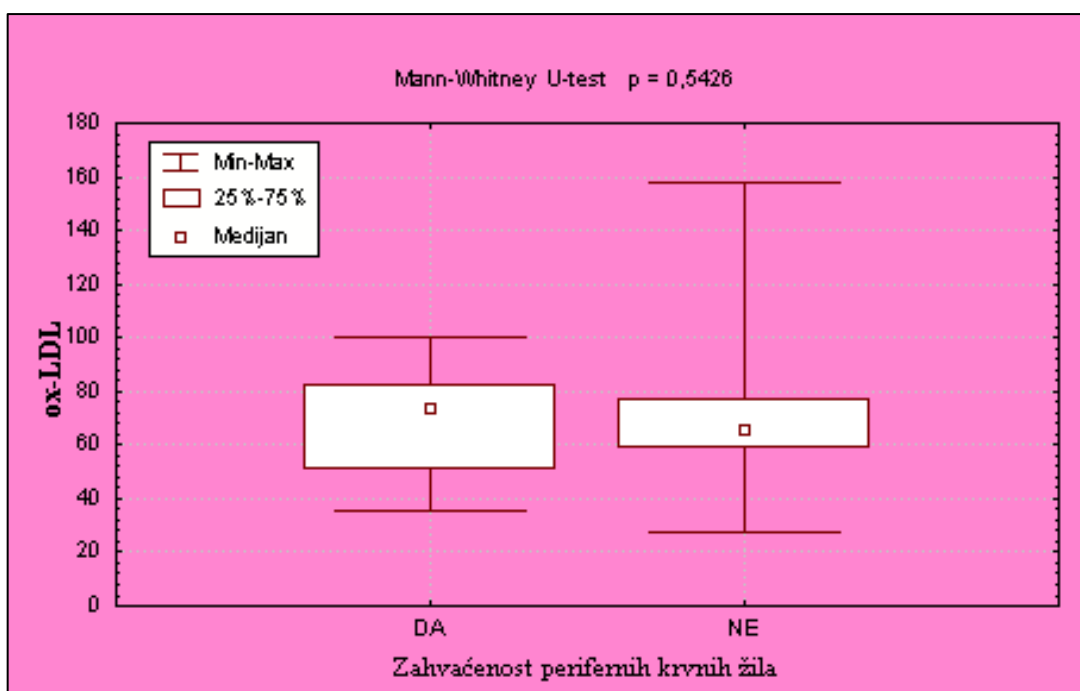 Mann-Whitney U-test p = 0,5426
180
160
140
120
100
80
60
40
20
0
ox-LDL
Min-Max
25%-75%
Medijan
DA NE
Zahvaćenost perifernih krvnih žila